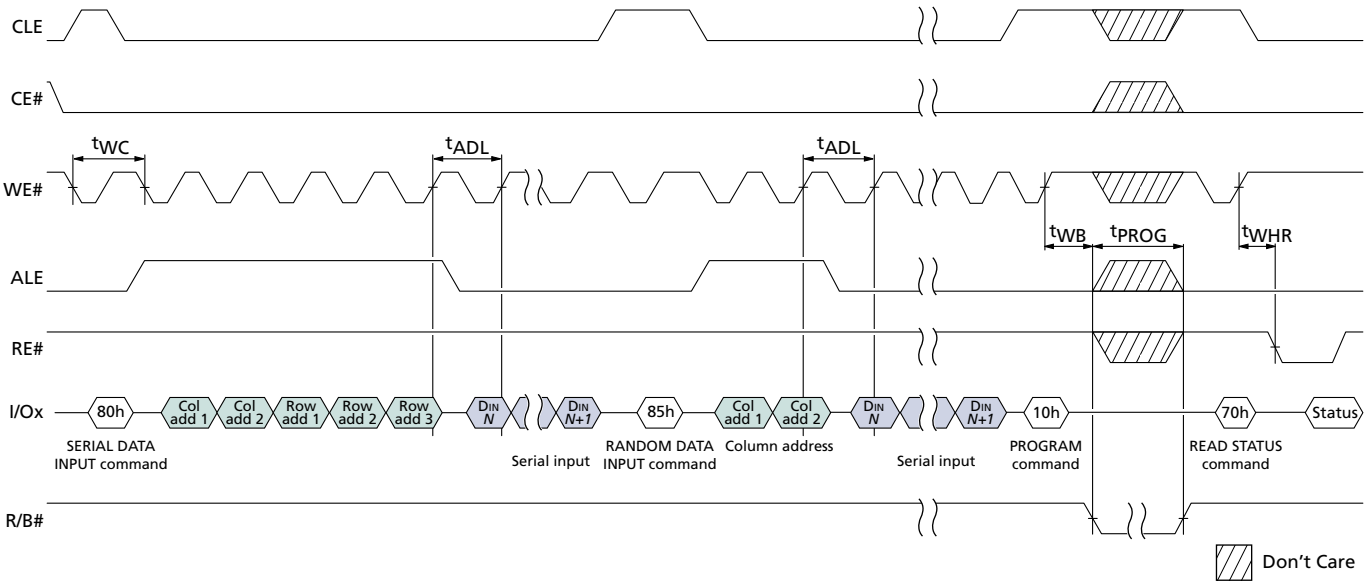 CLE
CE#
tWC
tADL
tADL
WE#
tWB
tPROG
tWHR
ALE
RE#
I/Ox
80h
Col
add 1
Col
add 2
Row
add 1
Row
add 2
Row
add 3
DIN
N
DIN
N+1
85h
Col
add 1
Col
add 2
DIN
N
DIN
N+1
10h
70h
Status
SERIAL DATA
INPUT command
Serial input
RANDOM DATA
INPUT command
Column address
Serial input
PROGRAM
command
READ STATUS
command
R/B#
Don't Care